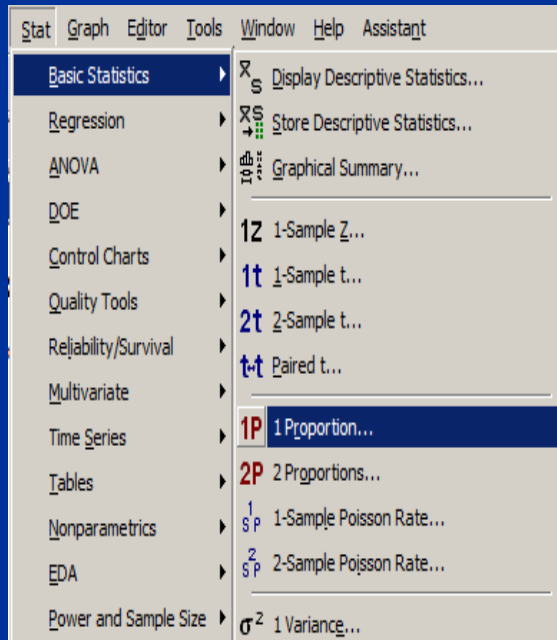 Stat Graph Editor Tools Window Help Assistant
Basic Statistics
Regression
ANOVA
DOE
Control Charts
Quality Tools
Reliability/Survival
Multivariate
Time Series
Tables
Nonparametrics
EDA
Power and Sample Size
Display Descriptive Statistics...
Store Descriptive Statistics...
Graphical Summary...
1Z 1-Sample Z...
1t 1-Sample t...
2t 2-Sample t...
t↔t Paired t...
1P 1 Proportion...
2P 2 Proportions...
1-Sample Poisson Rate...
2-Sample Poisson Rate...
σ² 1 Variance...